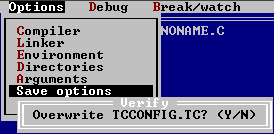 Options Debug Break/watch
Compiler
Linker
Environment
Directories
Arguments
Save options
NONAME.C
Verify
Overwrite TCCONFIG.TC? (Y/N)